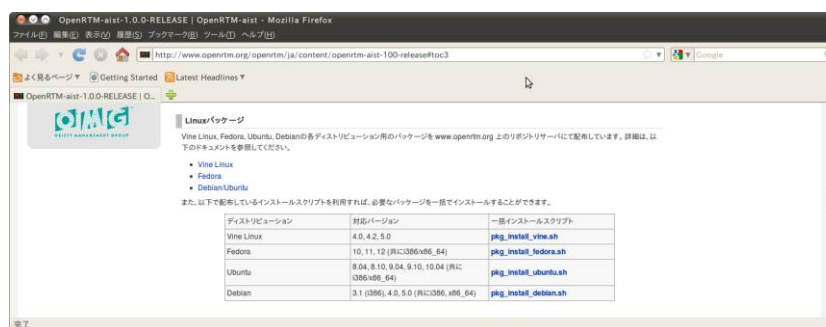 OpenRTM-aist-1.0.0-RELEASE | OpenRTM-aist - Mozilla Firefox
ファイル(F) 編集(E) 表示(V) 履歴(S) ブックマーク(B) ツール(T) ヘルプ(H)
http://www.openrtm.org/openrtm/ja/content/openrtm-aist-100-release#toc3
Google
よく見るページ Getting Started Latest Headlines
OpenRTM-aist-1.0.0-RELEASE | O...
OMG
OBJECT MANAGEMENT GROUP
Linuxパッケージ
Vine Linux, Fedora, Ubuntu, Debianの各ディストリビューション用のパッケージを www.openrtm.org 上のリポジトリサーバにて配布しています。詳細は、以
下のドキュメントを参照してください。
Vine Linux
Fedora
Debian/Ubuntu
また、以下で配布しているインストールスクリプトを利用すれば、必要なパッケージを一括でインストールすることができます。
ディストリビューション 対応バージョン 一括インストールスクリプト
Vine Linux 4.0, 4.2, 5.0 pkg_install_vine.sh
Fedora 10, 11, 12 (共にi386/x86_64) pkg_install_fedora.sh
Ubuntu 8.04, 8.10, 9.04, 9.10, 10.04 (共に
i386/x86_64) pkg_install_ubuntu.sh
Debian 3.1 (i386), 4.0, 5.0 (共にi386, x86_64) pkg_install_debian.sh
完了